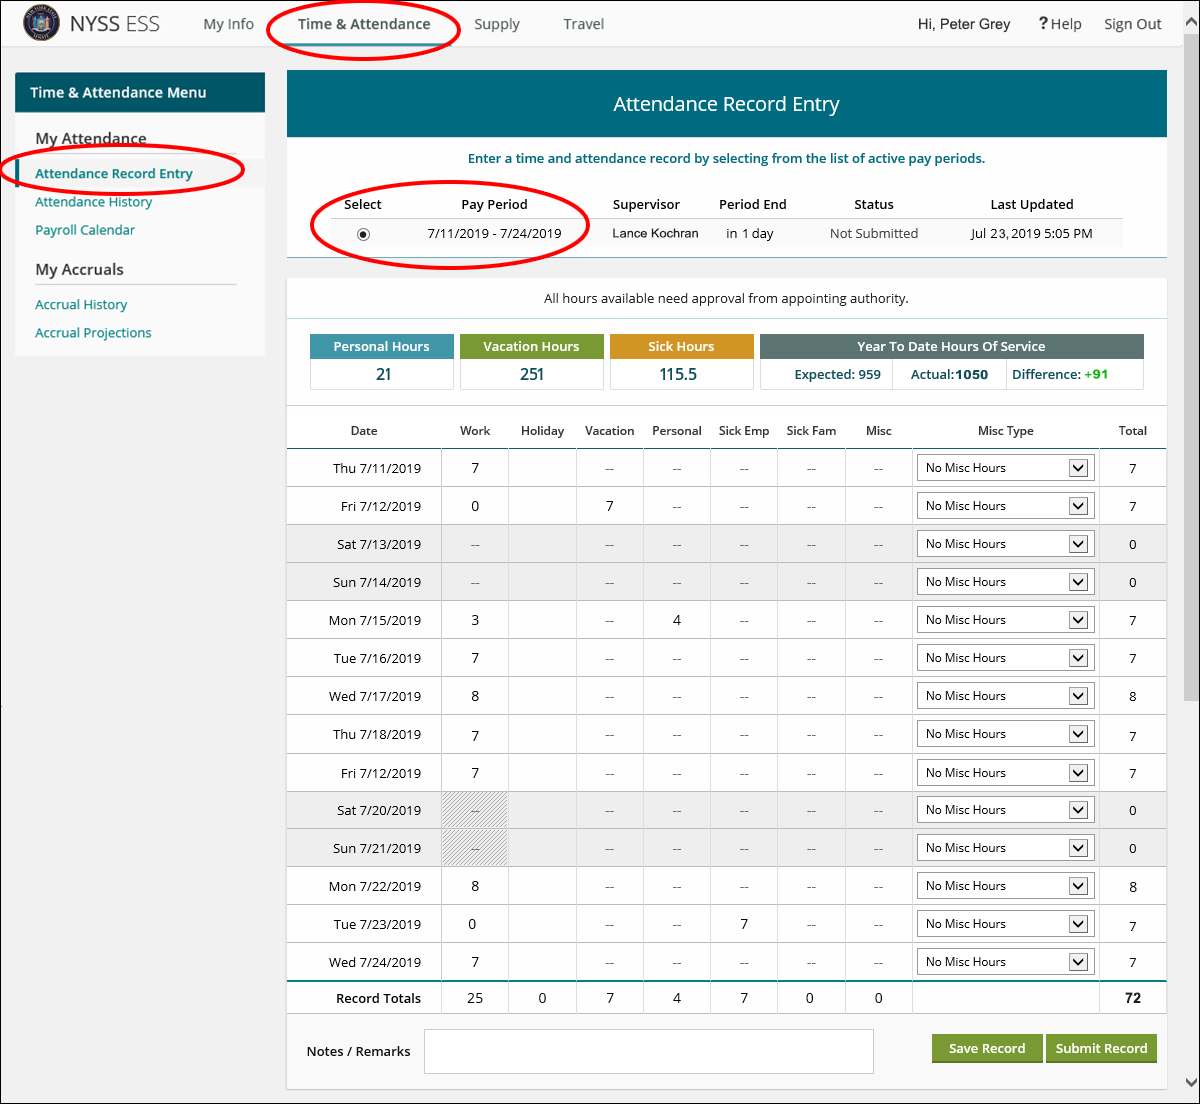 NYSS ESS My Info Time & Attendance Supply Travel Hi, Peter Grey ?Help Sign Out
Time & Attendance Menu
My Attendance
Attendance Record Entry
Attendance History
Payroll Calendar
My Accruals
Accrual History
Accrual Projections
Attendance Record Entry
Enter a time and attendance record by selecting from the list of active pay periods.
Select Pay Period Supervisor Period End Status Last Updated
7/11/2019 - 7/24/2019 Lance Kochran in 1 day Not Submitted Jul 23, 2019 5:05 PM
All hours available need approval from appointing authority.
Personal Hours Vacation Hours Sick Hours Year To Date Hours Of Service
21 251 115.5 Expected: 959 Actual:1050 Difference: +91
Date Work Holiday Vacation Personal Sick Emp Sick Fam Misc Misc Type Total
Thu 7/11/2019 7 -- -- -- -- -- No Misc Hours 7
Fri 7/12/2019 0 7 -- -- -- -- No Misc Hours 7
Sat 7/13/2019 -- -- -- -- -- -- No Misc Hours 0
Sun 7/14/2019 -- -- -- -- -- -- No Misc Hours 0
Mon 7/15/2019 3 -- 4 -- -- -- No Misc Hours 7
Tue 7/16/2019 7 -- -- -- -- -- No Misc Hours 7
Wed 7/17/2019 8 -- -- -- -- -- No Misc Hours 8
Thu 7/18/2019 7 -- -- -- -- -- No Misc Hours 7
Fri 7/12/2019 7 -- -- -- -- -- No Misc Hours 7
Sat 7/20/2019 -- -- -- -- -- -- No Misc Hours 0
Sun 7/21/2019 -- -- -- -- -- -- No Misc Hours 0
Mon 7/22/2019 8 -- -- -- -- -- No Misc Hours 8
Tue 7/23/2019 0 -- -- 7 -- -- No Misc Hours 7
Wed 7/24/2019 7 -- -- -- -- -- No Misc Hours 7
Record Totals 25 0 7 4 7 0 0 72
Notes / Remarks Save Record Submit Record